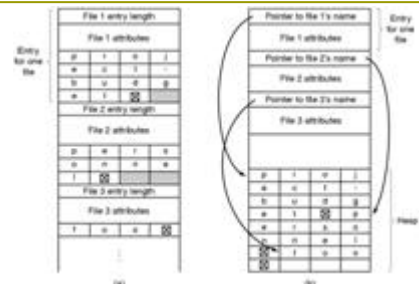 File 1 entry length
File 1 attributes
Entry for one file
p r o j
e c t -
b u d g
e t ☒
File 2 entry length
File 2 attributes
p e r s
o n n e
l ☒
File 3 entry length
File 3 attributes
f o o ☒
(a)
Pointer to file 1's name
File 1 attributes
Entry for one file
Pointer to file 2's name
File 2 attributes
Pointer to file 3's name
File 3 attributes
p r o j
e c t -
b u d g
e t ☒ p
e r s o
n n e l
☒ f o o
☒
Heap
(b)